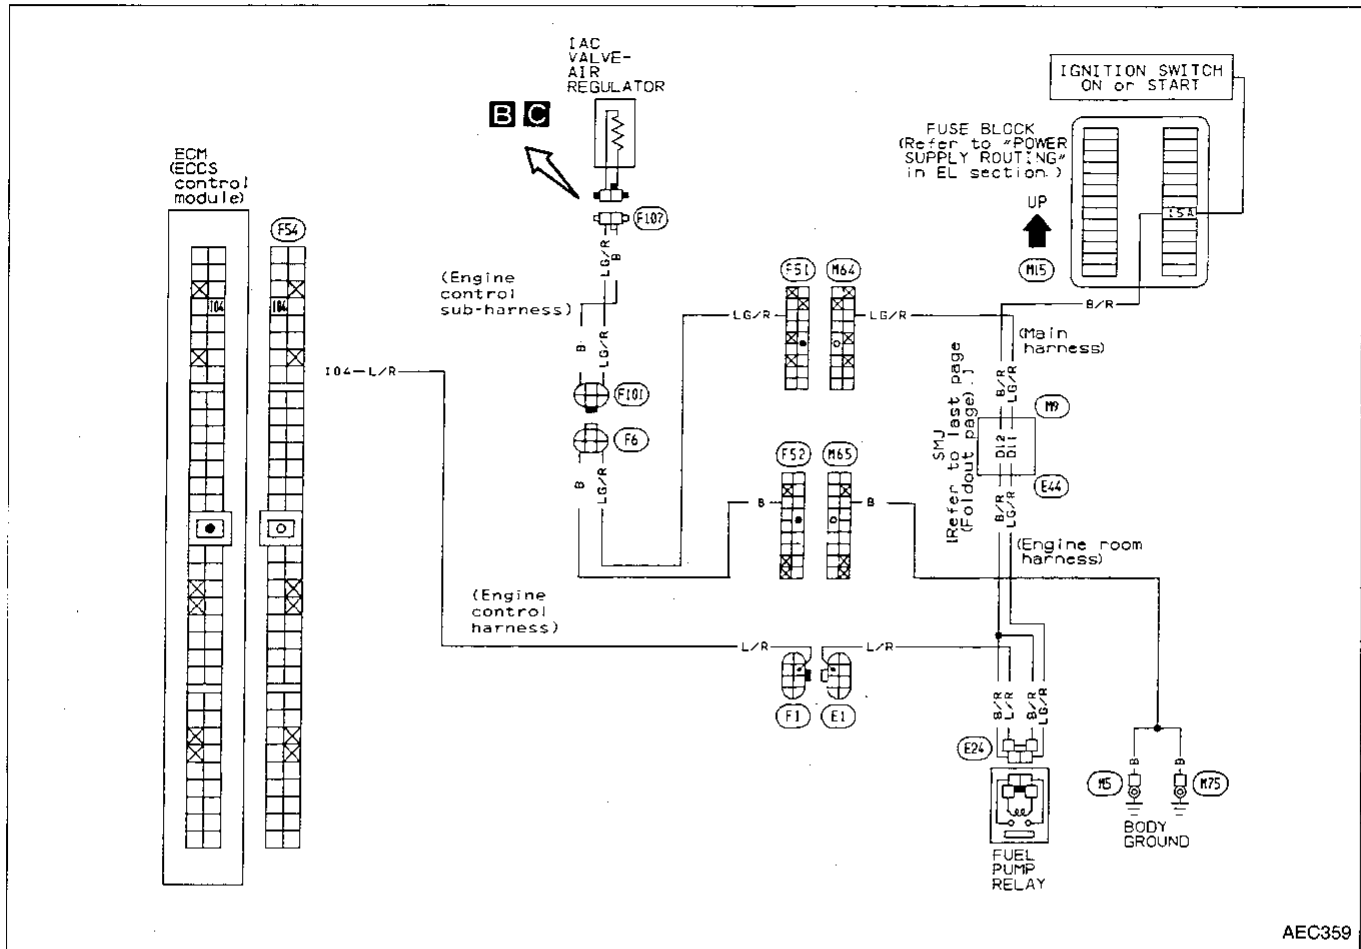 IAC
VALVE-
AIR
REGULATOR
B C
IGNITION SWITCH
ON or START
FUSE BLOCK
(Refer to "POWER
SUPPLY ROUTING"
in EL section.)
UP
15A
M15
ECM
(ECCS
control
module)
F54
104
104
F107
LG/R
B
(Engine
control
sub-harness)
B
LG/R
F101
F6
B
LG/R
F51
M64
LG/R
LG/R
B/R
(Main
harness)
B/R
LG/R
M9
SMJ
[Refer to last page
(Foldout page).]
D12
D11
E44
B/R
LG/R
104 L/R
F52
M65
B
B
(Engine room
harness)
(Engine
control
harness)
L/R
L/R
F1
E1
B/R
L/R
B/R
LG/R
E24
B
B
M5
M75
BODY
GROUND
FUEL
PUMP
RELAY
AEC359